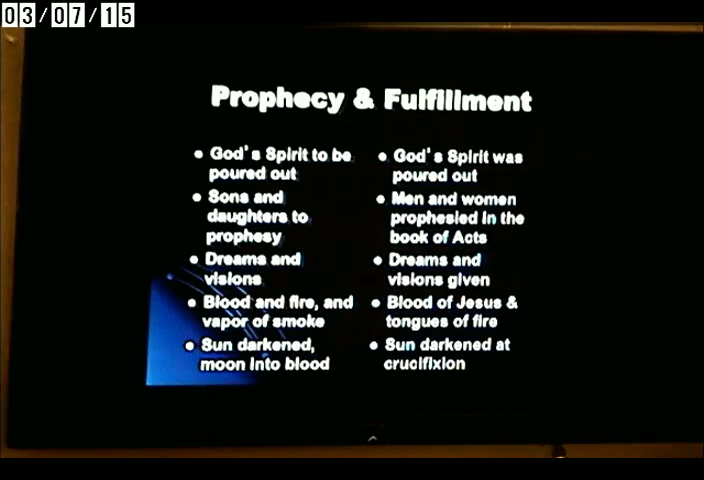 03/07/15
Prophecy & Fulfillment
• God's Spirit to be
poured out
• Sons and
daughters to
prophesy
• Dreams and
visions
• Blood and fire, and
vapor of smoke
• Sun darkened,
moon into blood
• God's Spirit was
poured out
• Men and women
prophesied in the
book of Acts
• Dreams and
visions given
• Blood of Jesus &
tongues of fire
• Sun darkened at
crucifixion